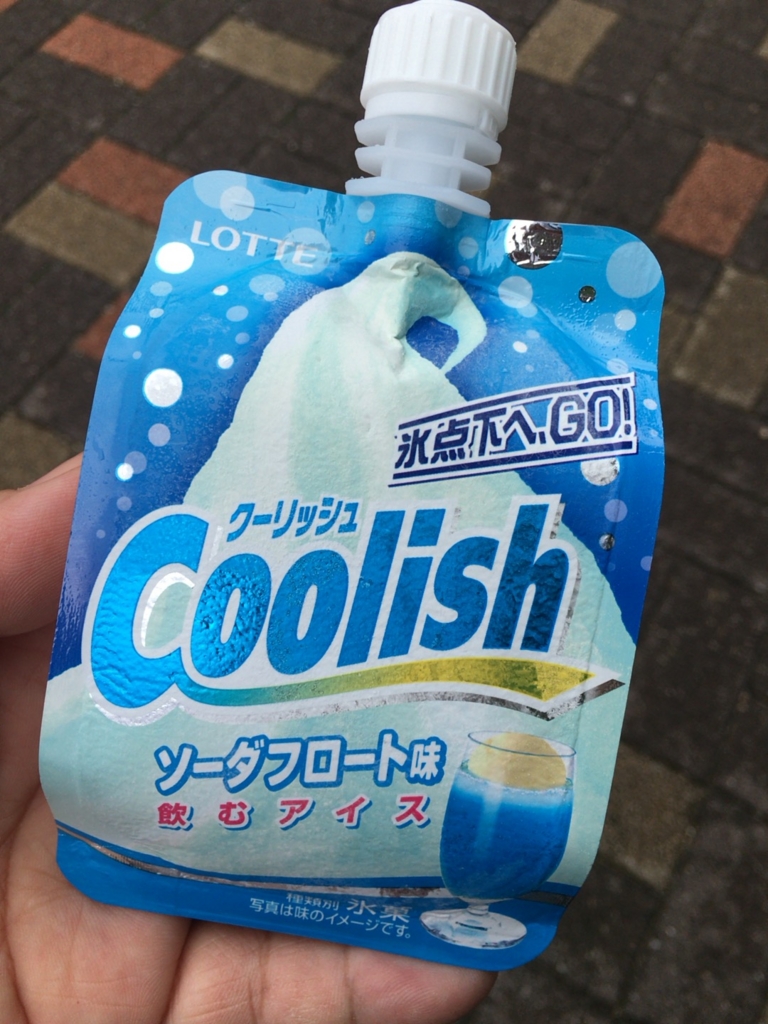 LOTTE
氷点下へ、GO!
クーリッシュ
Coolish
ソーダフロート味
飲むアイス
種類別 氷菓
写真は味のイメージです。